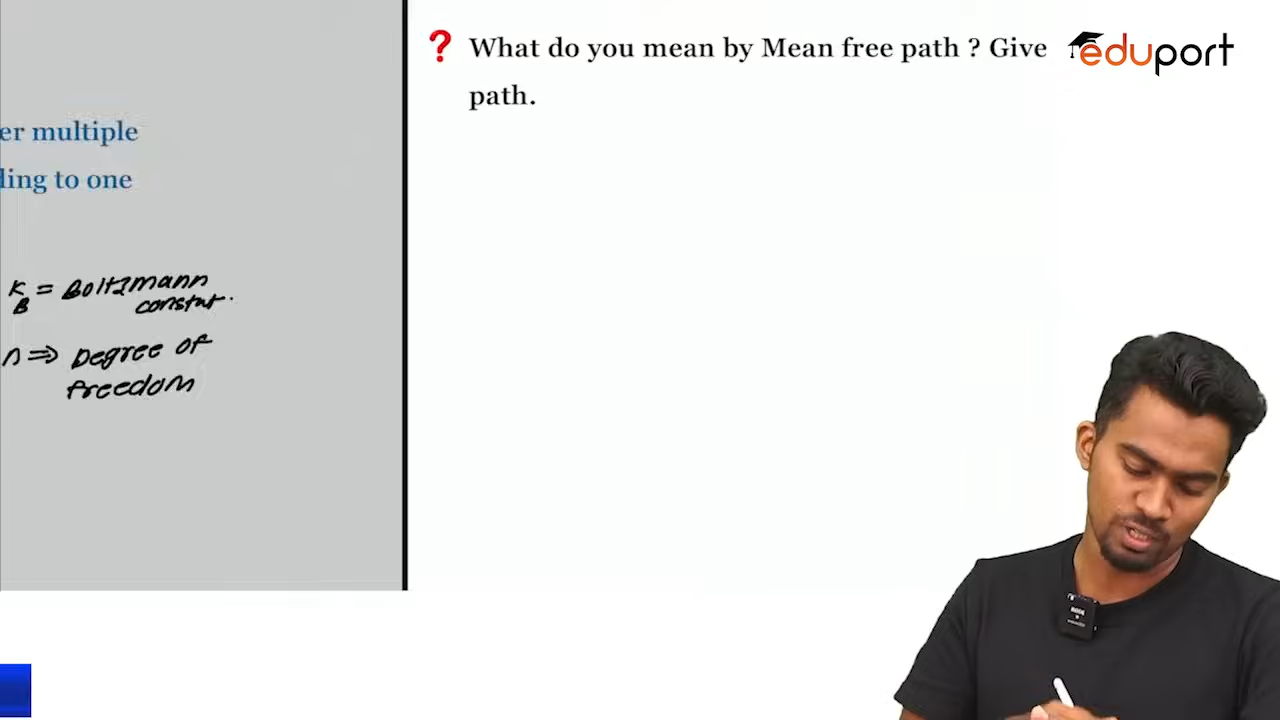 er multiple
ding to one
K = Boltzmann
B
constat.
n ⇒ Degree of
freedom
? What do you mean by Mean free path ? Give
path.
eduport